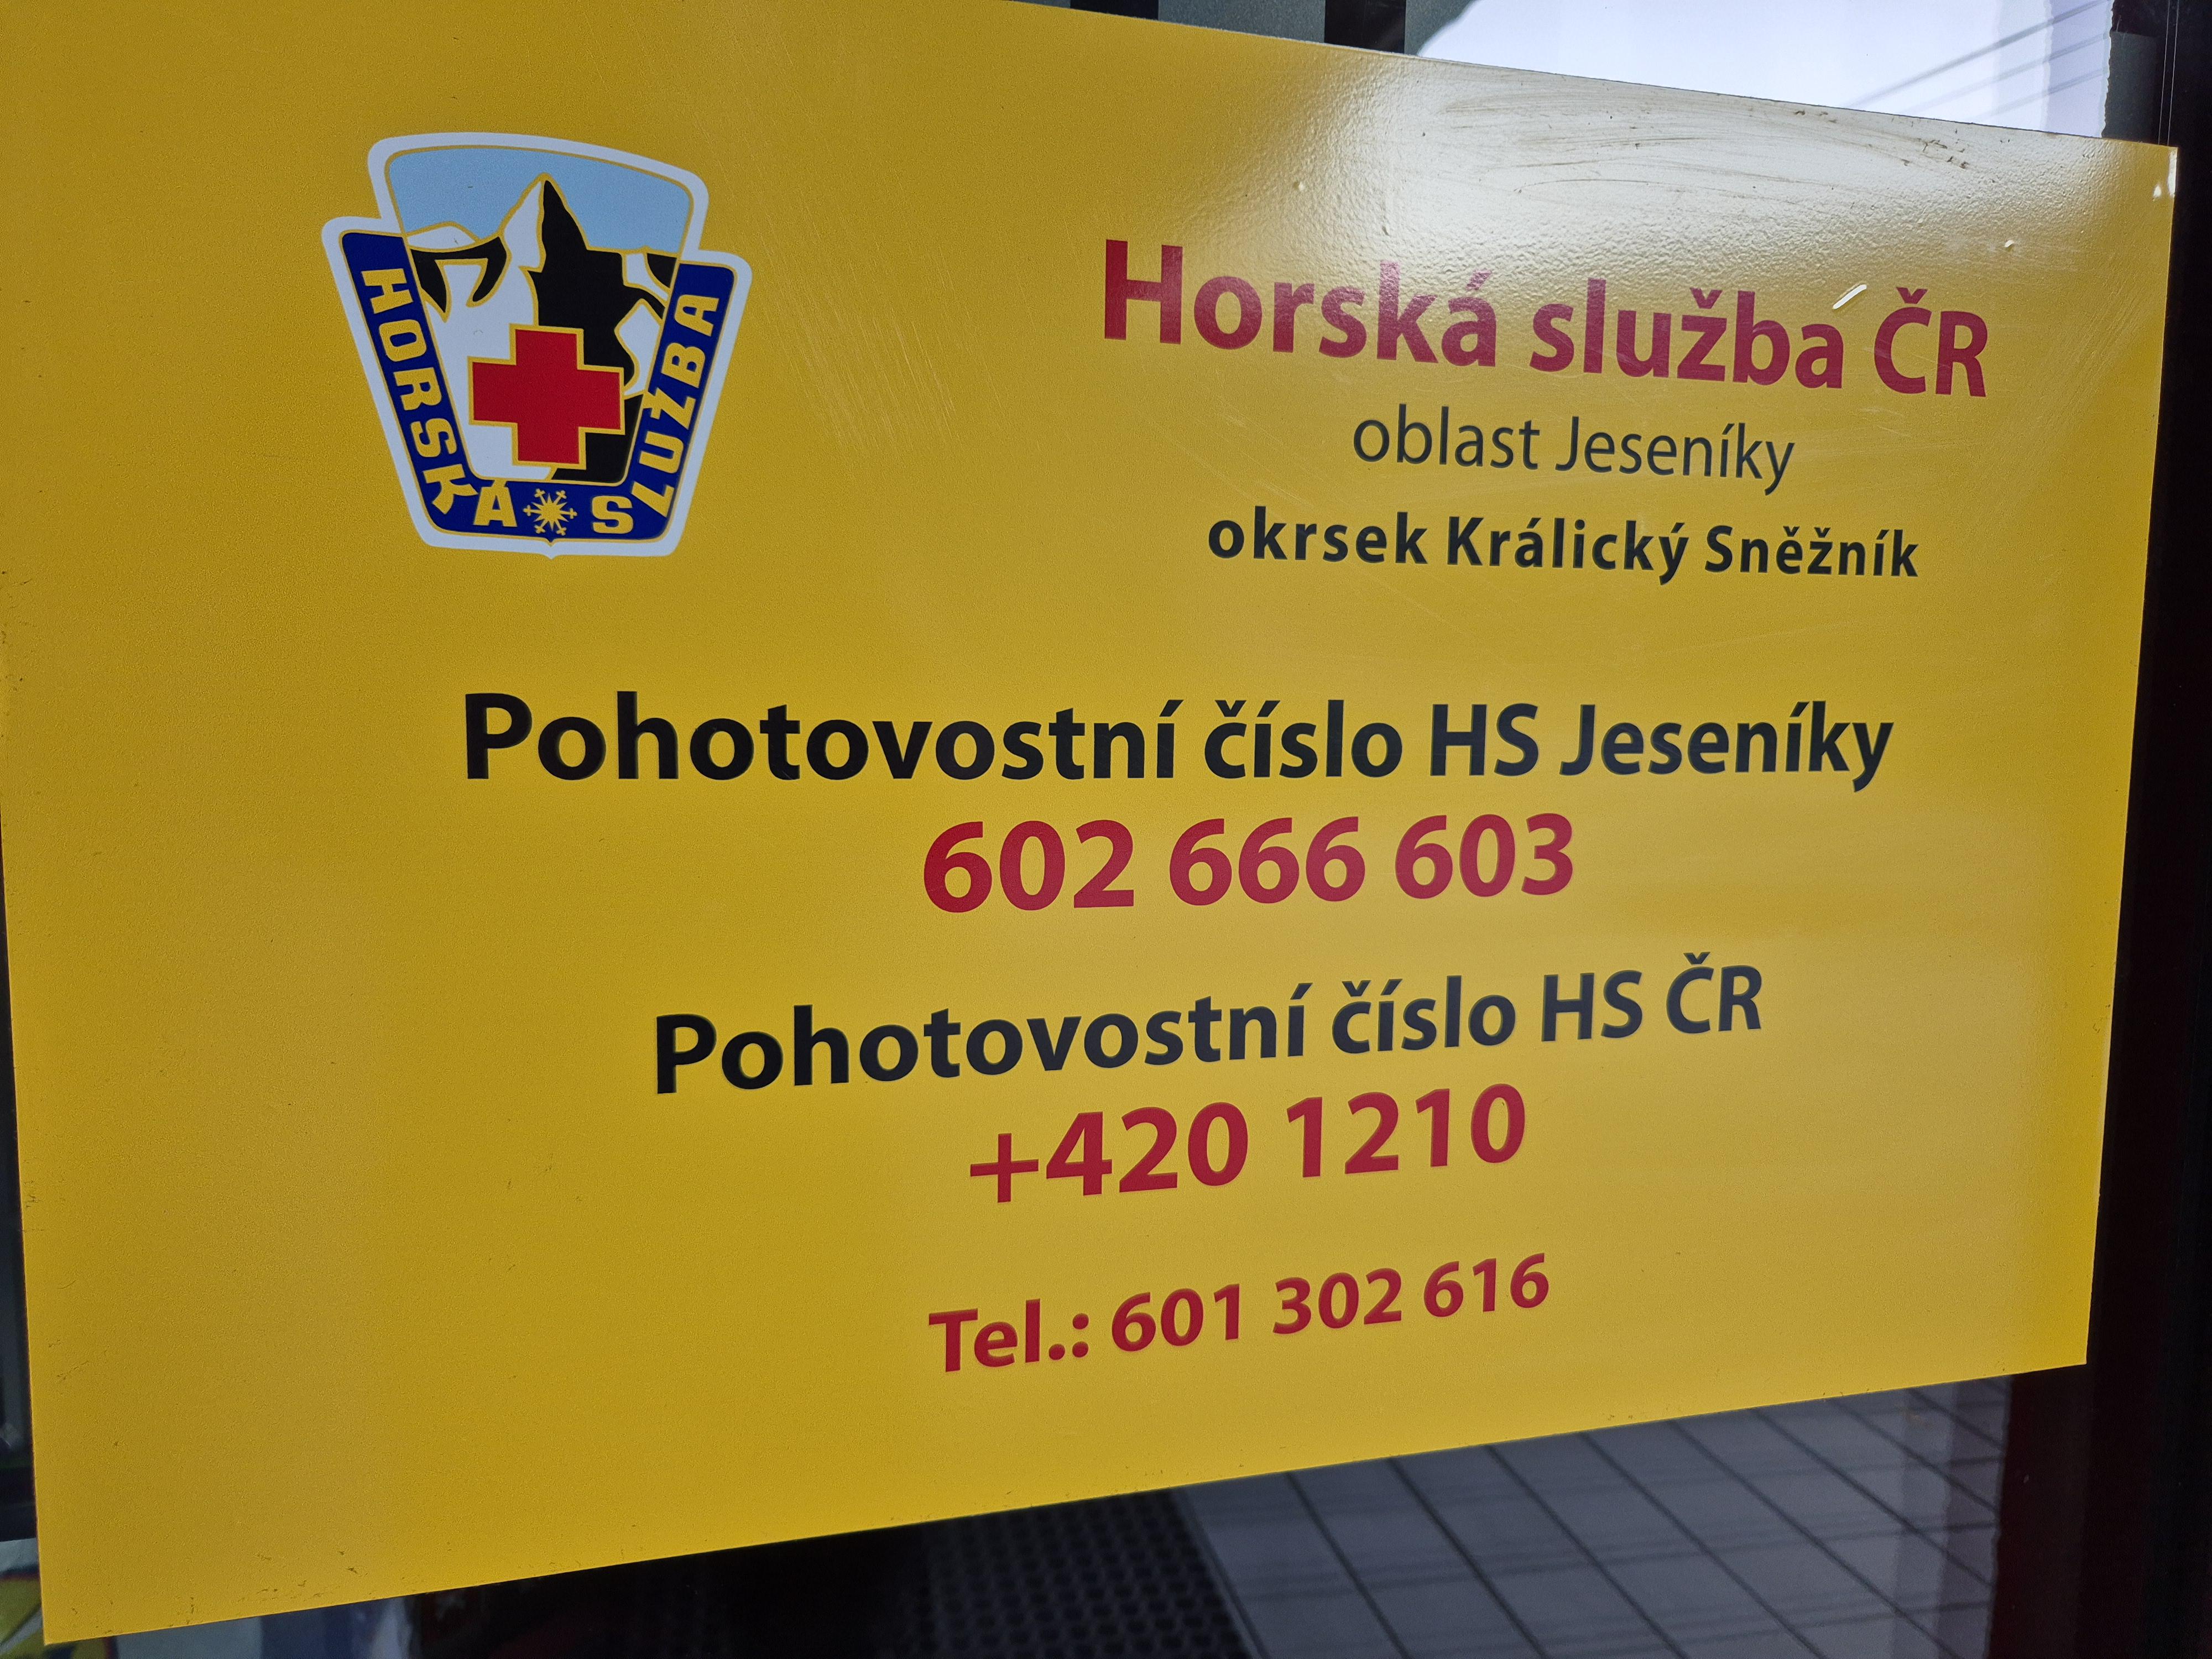 HORSKÁ SLUŽBA
Horská služba ČR
oblast Jeseníky
okrsek Králický Sněžník
Pohotovostní číslo HS Jeseníky
602 666 603
Pohotovostní číslo HS ČR
+420 1210
Tel.: 601 302 616